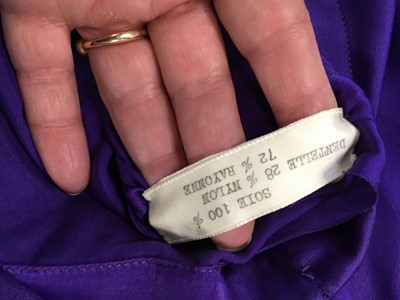 SOIE 100 %
DENTELLE 28 % NYLON
72 % RAYONNE